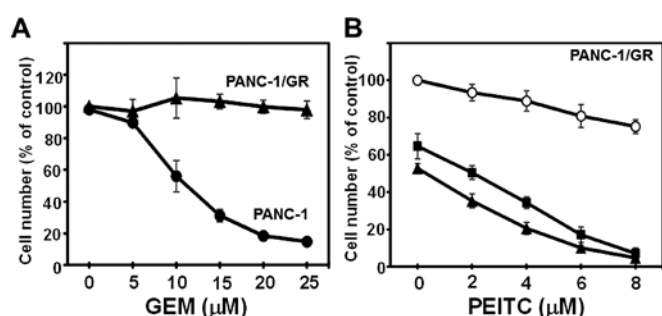 A
Cell number (% of control)
120
100
80
60
40
20
0
PANC-1/GR
PANC-1
0 5 10 15 20 25
GEM (μM)
B
Cell number (% of control)
100
80
60
40
20
0
PANC-1/GR
0 2 4 6 8
PEITC (μM)